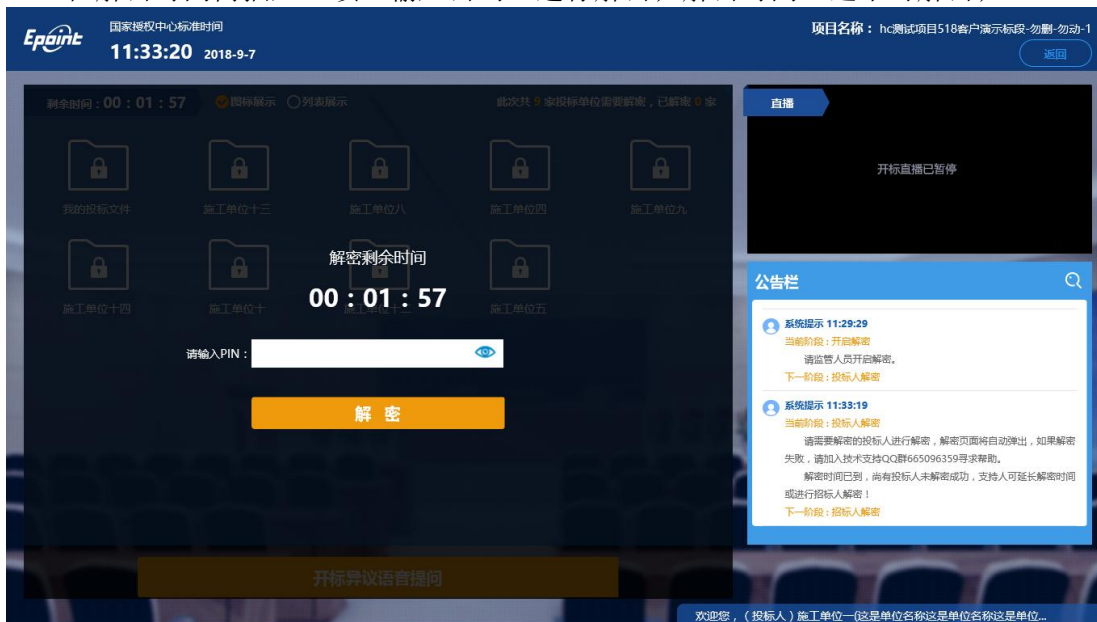 Epoint
国家授权中心标准时间
11:33:20 2018-9-7
项目名称：hc测试项目518客户演示标段-勿删-勿动-1
返回
剩余时间：00：01：57 图标展示 列表展示 此次共 9 家投标单位需要解密，已解密 0 家
我的投标文件 施工单位十三 施工单位八 施工单位四 施工单位九
施工单位十四 施工单位十 施工单位十二 施工单位五
解密剩余时间
00：01：57
请输入PIN：
解 密
开标异议语音提问
直播
开标直播已暂停
公告栏
系统提示 11:29:29
当前阶段：开启解密
请监管人员开启解密。
下一阶段：投标人解密
系统提示 11:33:19
当前阶段：投标人解密
请需要解密的投标人进行解密，解密页面将自动弹出，如果解密
失败，请加入技术支持QQ群665096359寻求帮助。
解密时间已到，尚有投标人未解密成功，支持人可延长解密时间
或进行招标人解密！
下一阶段：招标人解密
欢迎您，（投标人）施工单位一(这是单位名称这是单位名称这是单位...